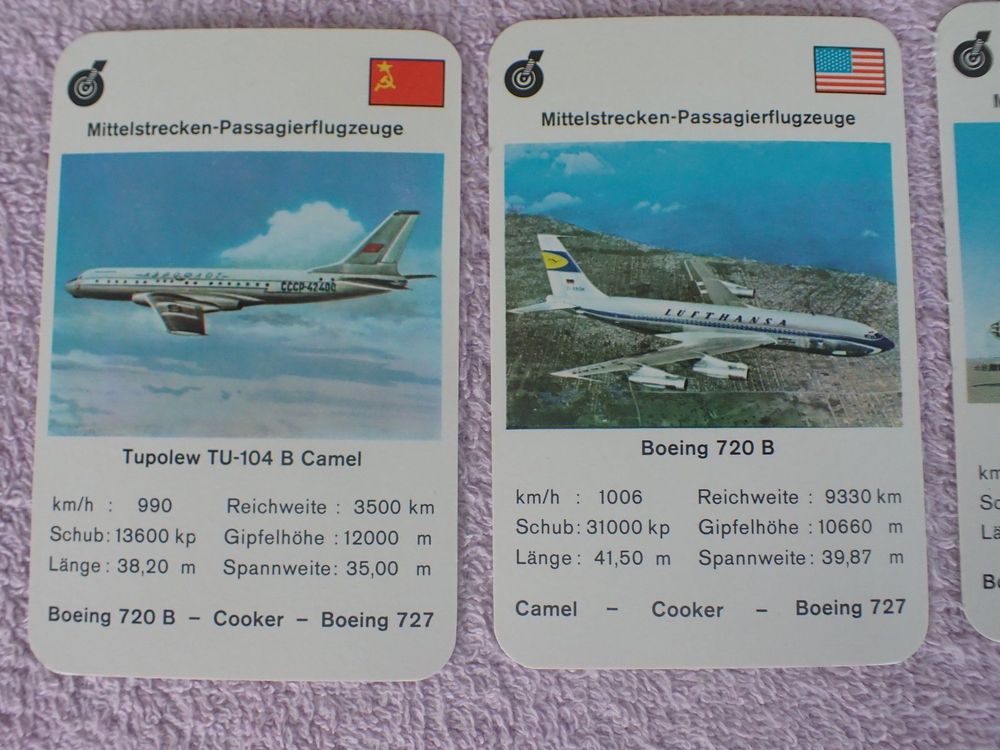 Mittelstrecken-Passagierflugzeuge
АЭРОФЛОТ
СССР-42400
Tupolew TU-104 B Camel
km/h : 990 Reichweite : 3500 km
Schub: 13600 kp Gipfelhöhe : 12000 m
Länge : 38,20 m Spannweite: 35,00 m
Boeing 720 B – Cooker – Boeing 727
Mittelstrecken-Passagierflugzeuge
LUFTHANSA
Boeing 720 B
km/h : 1006 Reichweite : 9330 km
Schub: 31000 kp Gipfelhöhe : 10660 m
Länge : 41,50 m Spannweite: 39,87 m
Camel – Cooker – Boeing 727